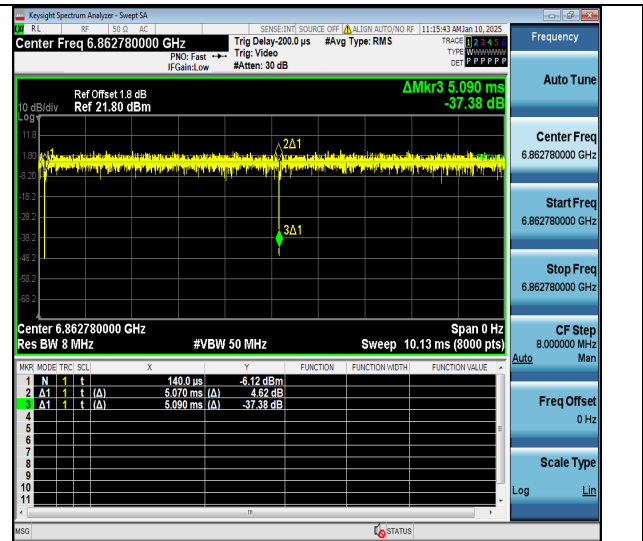 Keysight Spectrum Analyzer - Swept SA
RL RF 50 Ω AC SENSE:INT SOURCE OFF ALIGN AUTO/NO RF 11:15:43 AM Jan 10, 2025
Center Freq 6.862780000 GHz
PNO: Fast
IFGain:Low
Trig Delay-200.0 µs
Trig: Video
#Atten: 30 dB
#Avg Type: RMS
TRACE 1 2 3 4 5 6
TYPE WWWWWW
DET P P P P P P
Frequency
Auto Tune
Center Freq
6.862780000 GHz
Start Freq
6.862780000 GHz
Stop Freq
6.862780000 GHz
CF Step
8.000000 MHz
Auto Man
Freq Offset
0 Hz
Scale Type
Log Lin
ΔMkr3 5.090 ms
-37.38 dB
Ref Offset 1.8 dB
10 dB/div Ref 21.80 dBm
Log
11.8
1.80
-8.20
-18.2
-28.2
-38.2
-48.2
-58.2
-68.2
1
2Δ1
3Δ1
Center 6.862780000 GHz Span 0 Hz
Res BW 8 MHz #VBW 50 MHz Sweep 10.13 ms (8000 pts)
MKR MODE TRC SCL X Y FUNCTION FUNCTION WIDTH FUNCTION VALUE
1 N 1 t 140.0 µs -6.12 dBm
2 Δ1 1 t (Δ) 5.070 ms (Δ) 4.62 dB
3 Δ1 1 t (Δ) 5.090 ms (Δ) -37.38 dB
4
5
6
7
8
9
10
11
MSG STATUS